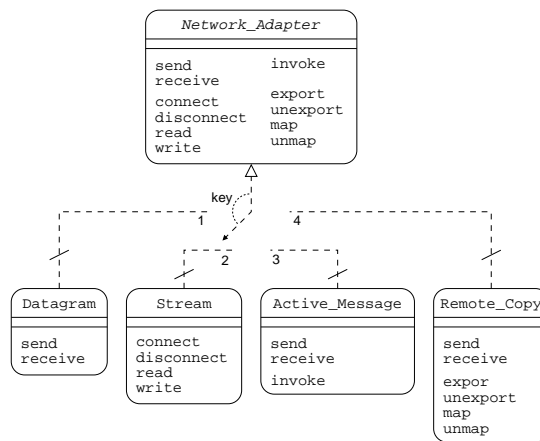 Network_Adapter
send
receive
connect
disconnect
read
write
invoke
export
unexport
map
unmap
key
1
4
2
3
Datagram
send
receive
Stream
connect
disconnect
read
write
Active_Message
send
receive
invoke
Remote_Copy
send
receive
expor
unexport
map
unmap